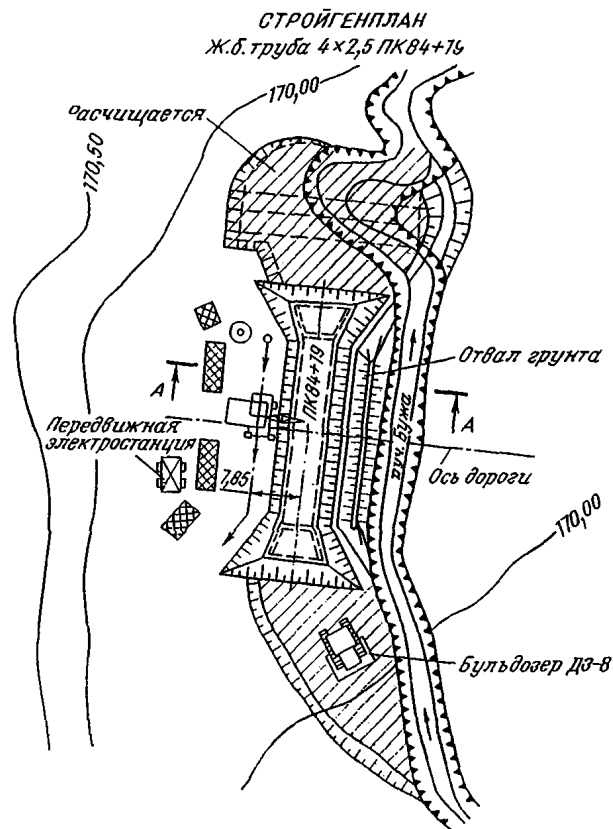 СТРОЙГЕНПЛАН
Ж.б. труба 4×2,5 ПК84+19
170,00
Расчищается
170,50
ПК84+19
Отвал грунта
А
А
руч. Бужа
Передвижная
электростанция
Ось дороги
7,85
170,00
Бульдозер ДЗ-8